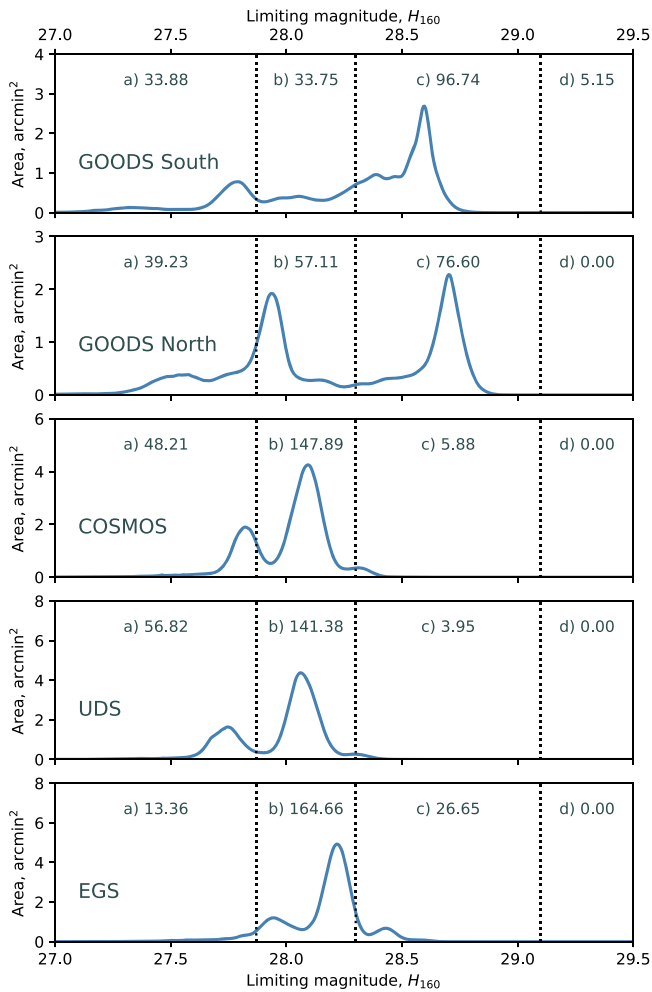 Limiting magnitude, H160
27.0 27.5 28.0 28.5 29.0 29.5
4
a) 33.88 b) 33.75 c) 96.74 d) 5.15
3
Area, arcmin²
2
GOODS South
1
0
3
a) 39.23 b) 57.11 c) 76.60 d) 0.00
2
Area, arcmin²
GOODS North
1
0
6
a) 48.21 b) 147.89 c) 5.88 d) 0.00
4
Area, arcmin²
COSMOS
2
0
8
a) 56.82 b) 141.38 c) 3.95 d) 0.00
6
Area, arcmin²
4
UDS
2
0
8
a) 13.36 b) 164.66 c) 26.65 d) 0.00
6
Area, arcmin²
4
EGS
2
0
27.0 27.5 28.0 28.5 29.0 29.5
Limiting magnitude, H160